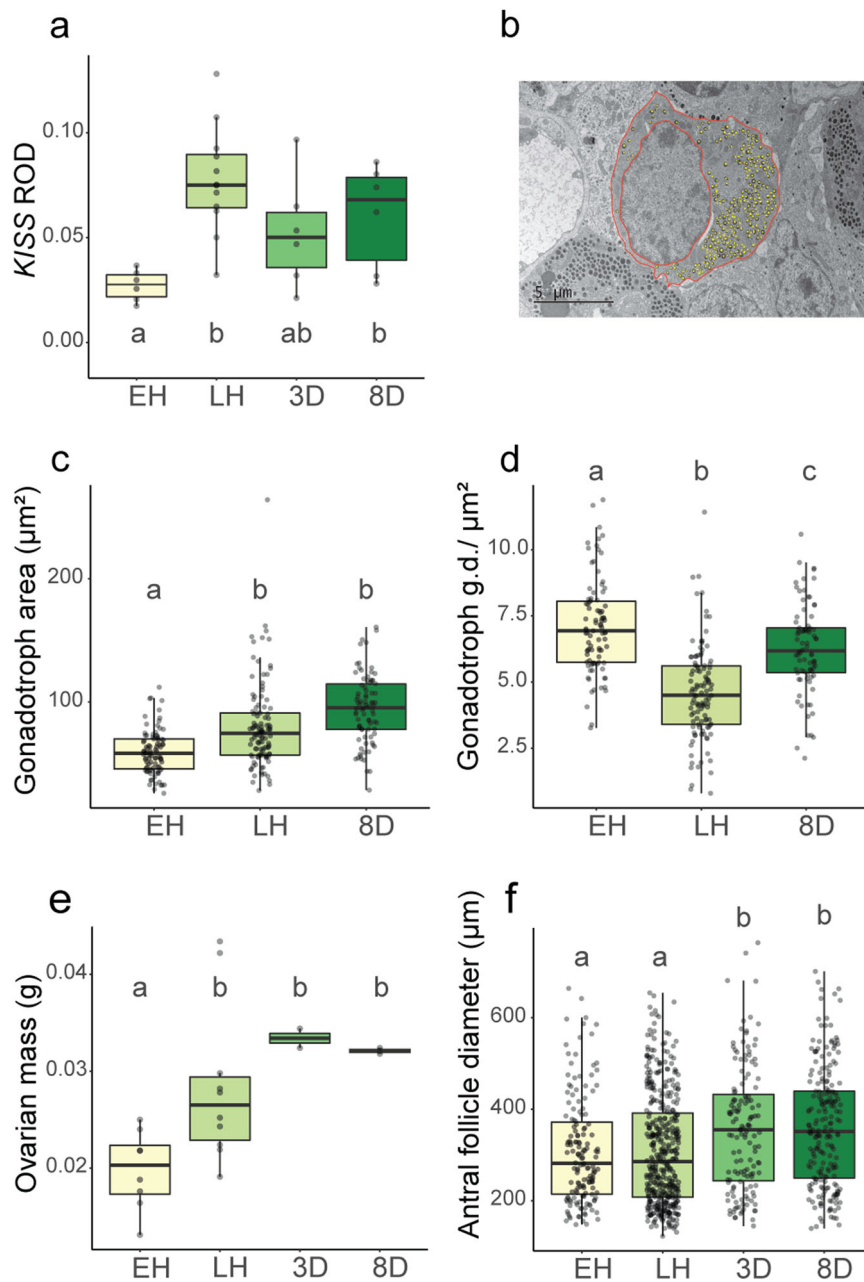 a
KISS ROD
0.10
0.05
0.00
a b ab b
EH LH 3D 8D
b
5 µm
c
Gonadotroph area (µm²)
200
100
a b b
EH LH 8D
d
Gonadotroph g.d./ µm²
10.0
7.5
5.0
2.5
a b c
EH LH 8D
e
Ovarian mass (g)
0.04
0.03
0.02
a b b b
EH LH 3D 8D
f
Antral follicle diameter (µm)
600
400
200
a a b b
EH LH 3D 8D